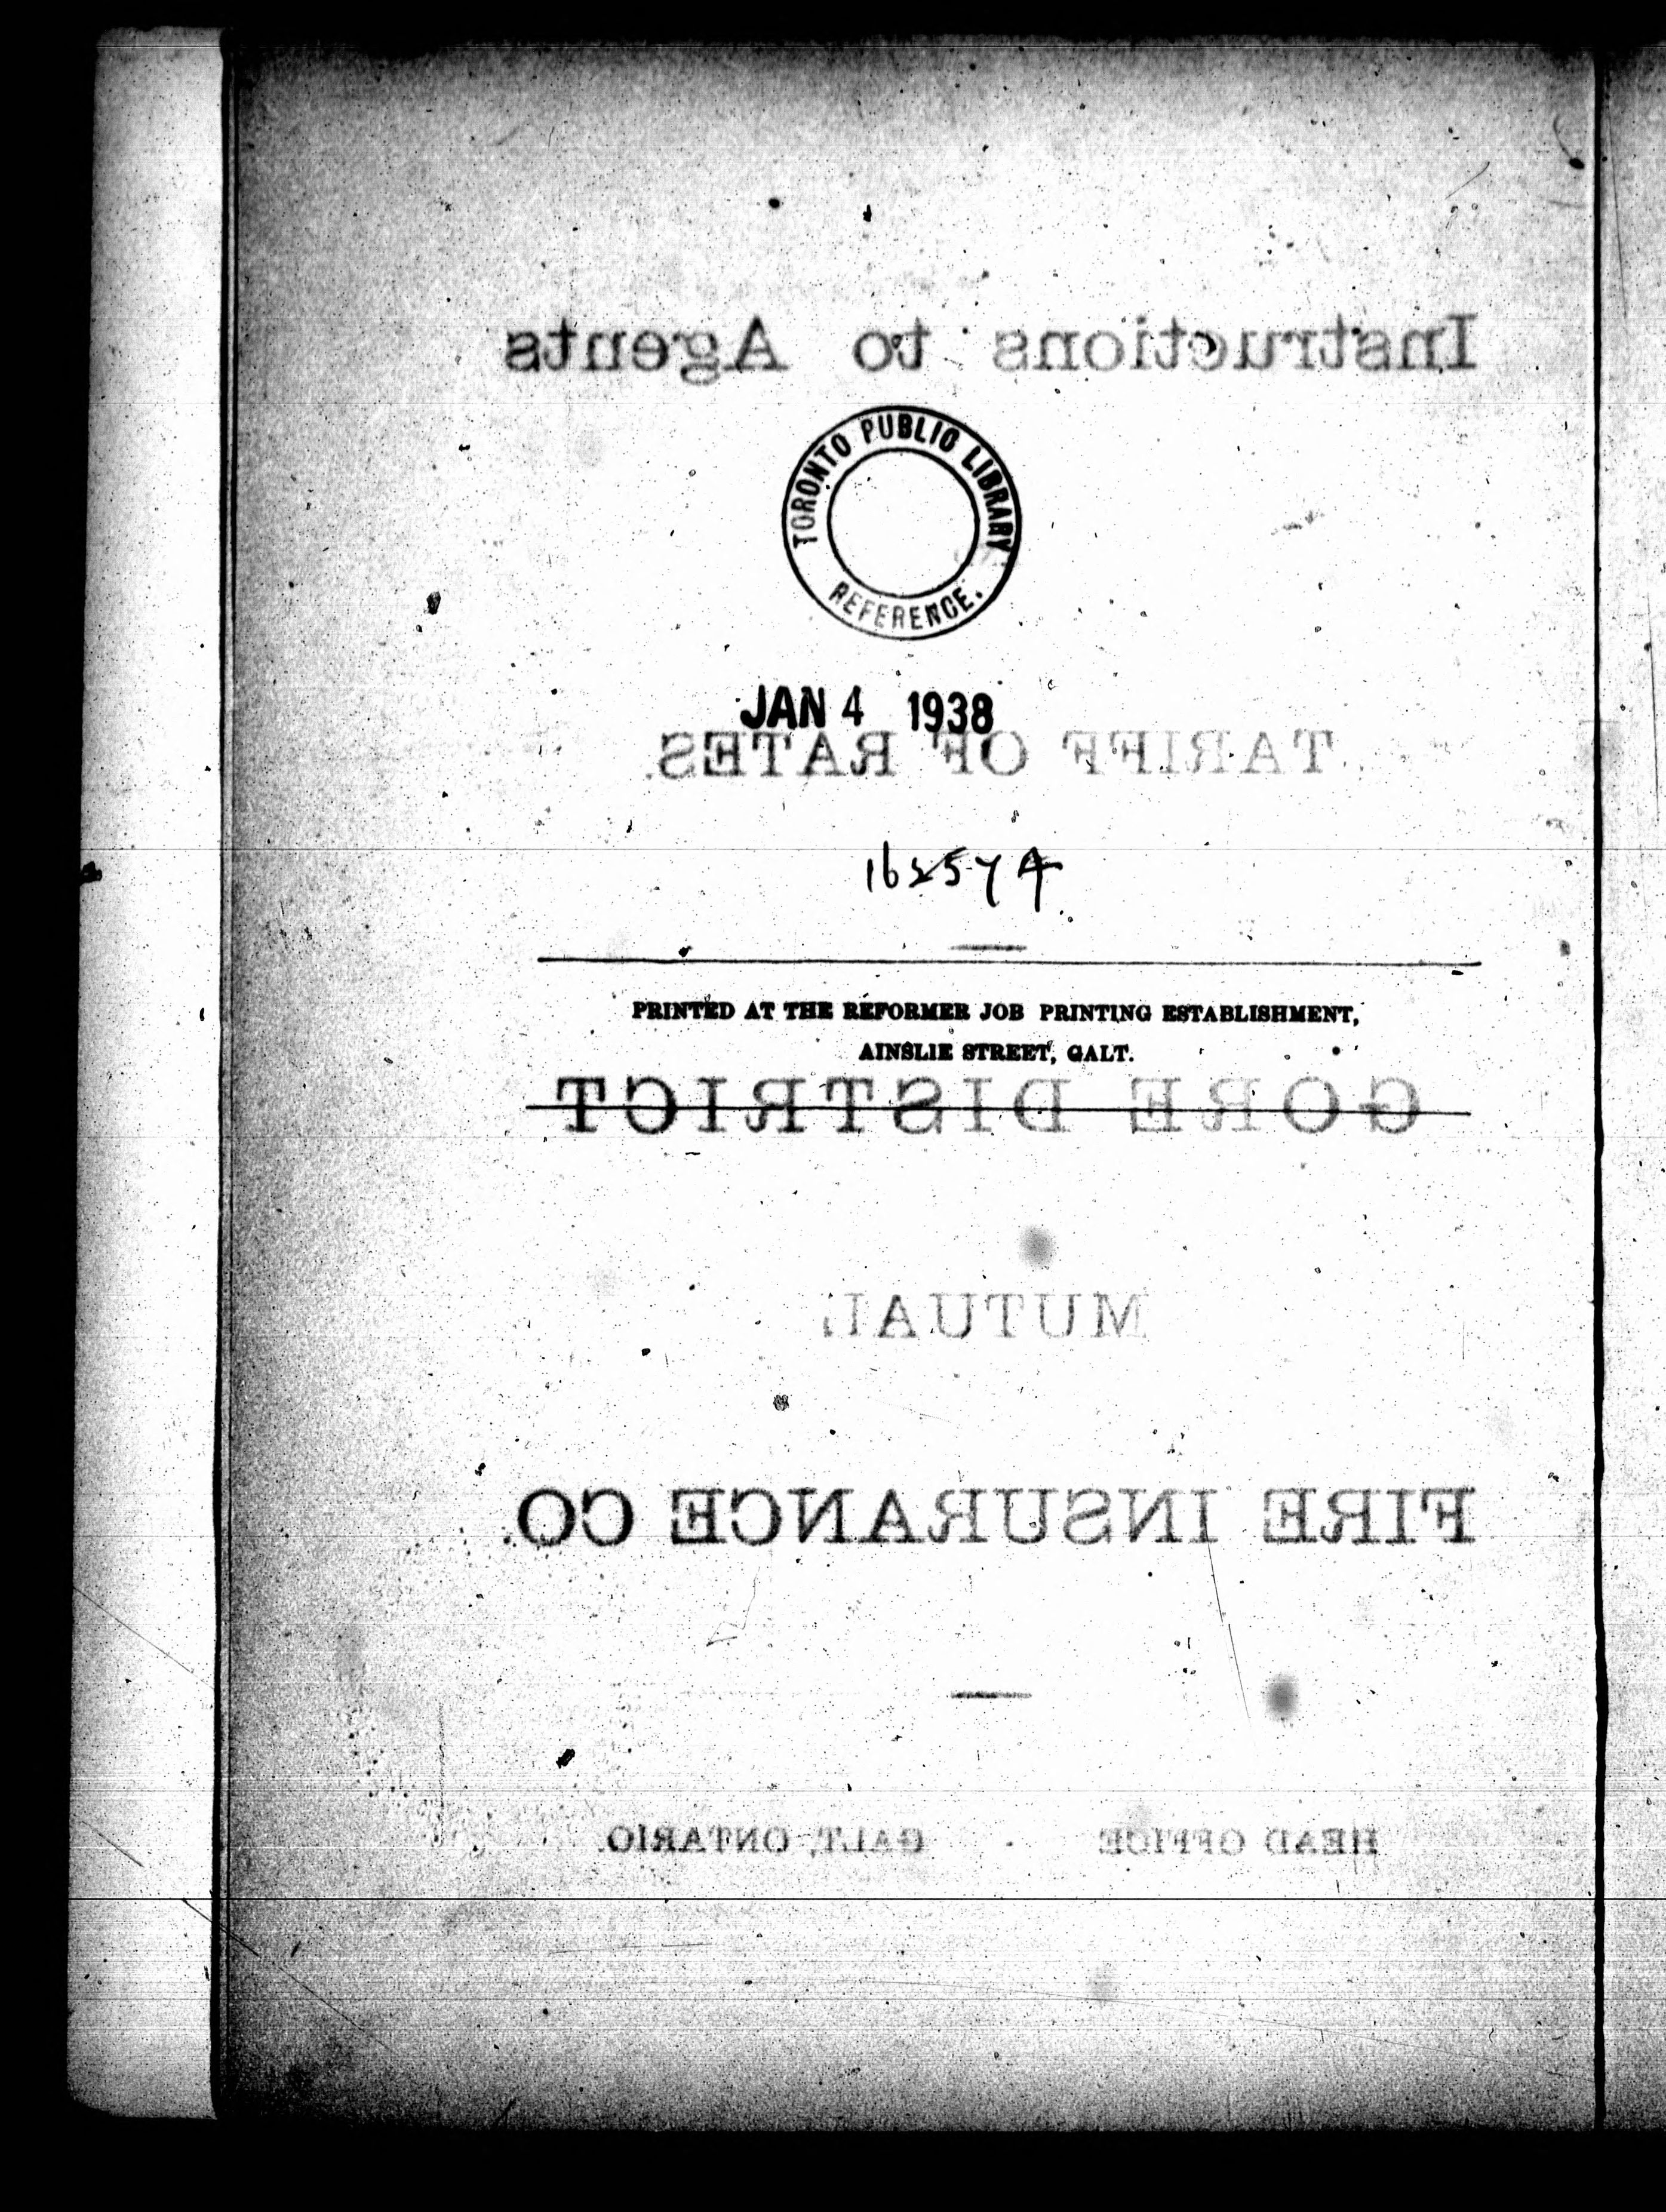 Instructions to Agents
TORONTO PUBLIC LIBRARY
REFERENCE.
JAN 4 1938
TARIFF OF RATES.
162574
PRINTED AT THE REFORMER JOB PRINTING ESTABLISHMENT,
AINSLIE STREET, GALT.
GORE DISTRICT
MUTUAL
FIRE INSURANCE CO.
HEAD OFFICE - GALT, ONTARIO.